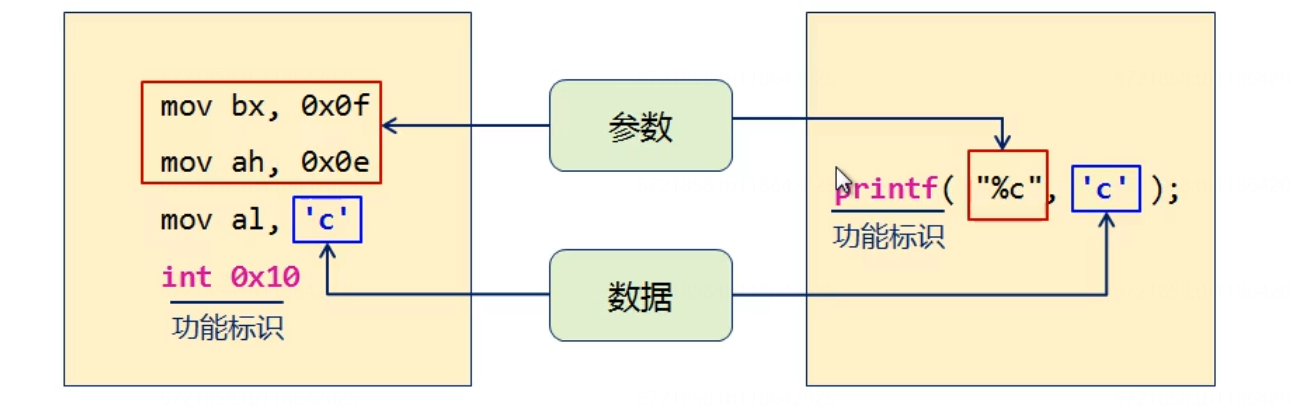 mov bx, 0x0f
mov ah, 0x0e
mov al, 'c'
int 0x10
功能标识
参数
数据
printf( "%c", 'c' );
功能标识